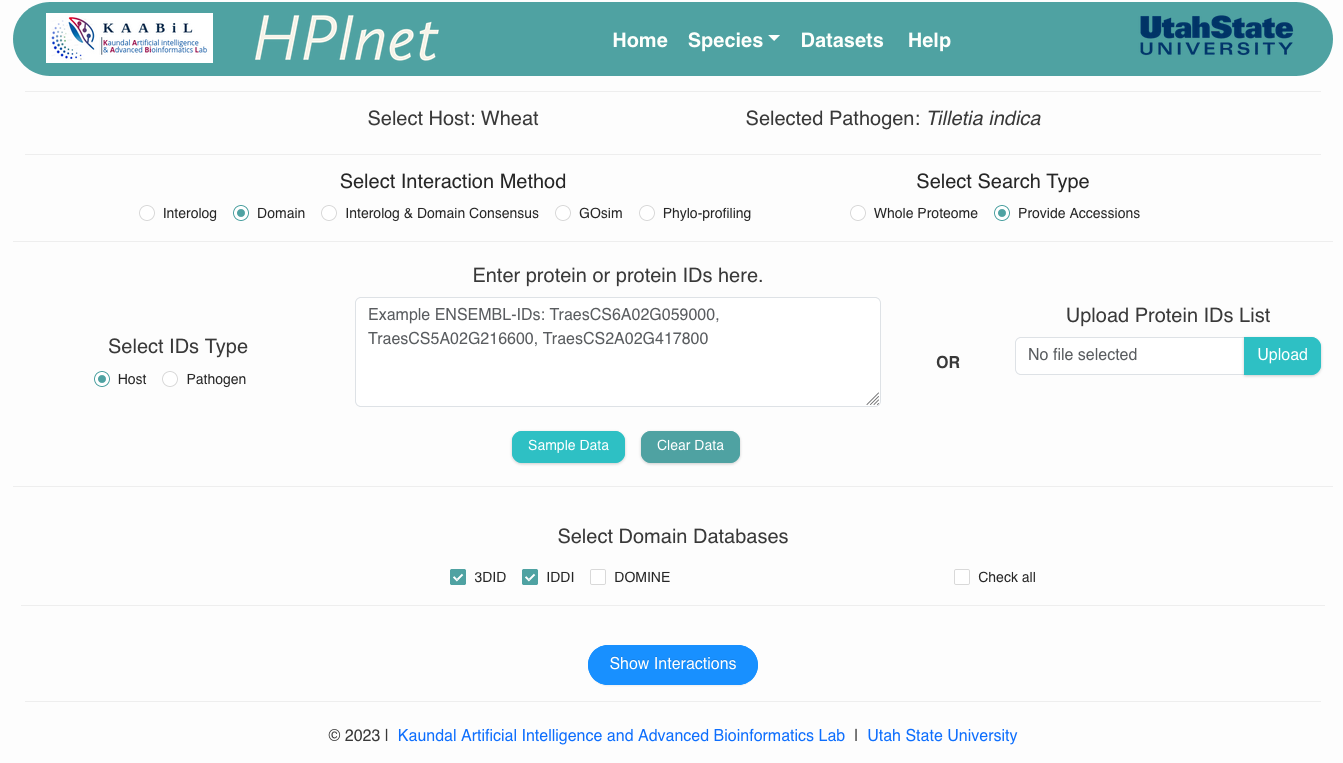 KAABiL
Kaundal Artificial intelligence
& Advanced Bioinformatics Lab
HPInet
Home Species Datasets Help
UtahState
UNIVERSITY
Select Host: Wheat
Selected Pathogen: Tilletia indica
Select Interaction Method
Select Search Type
Interolog Domain Interolog & Domain Consensus GOsim Phylo-profiling
Whole Proteome Provide Accessions
Enter protein or protein IDs here.
Example ENSEMBL-IDs: TraesCS6A02G059000,
TraesCS5A02G216600, TraesCS2A02G417800
Select IDs Type
Host Pathogen
OR
Upload Protein IDs List
No file selected Upload
Sample Data Clear Data
Select Domain Databases
3DID IDDI DOMINE Check all
Show Interactions
© 2023 | Kaundal Artificial Intelligence and Advanced Bioinformatics Lab | Utah State University